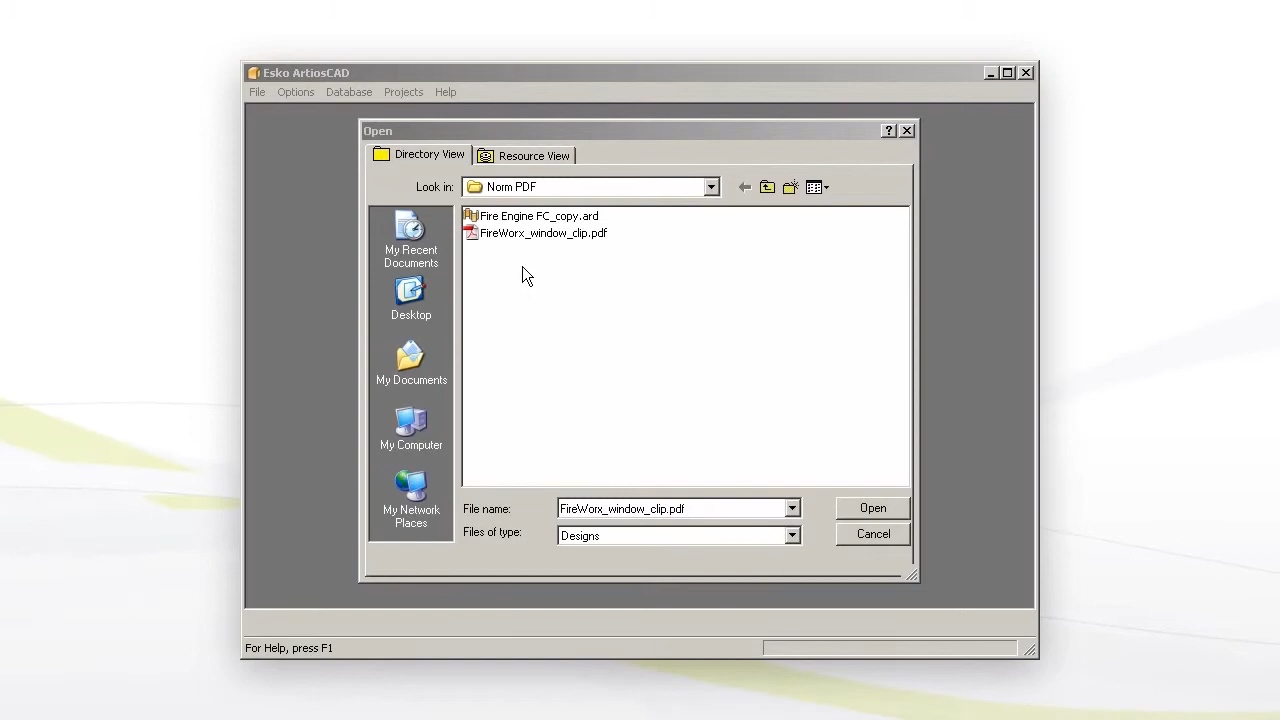 Esko ArtiosCAD
File Options Database Projects Help
Open
Directory View Resource View
Look in: Norm PDF
Fire Engine FC_copy.ard
FireWorx_window_clip.pdf
My Recent
Documents
Desktop
My Documents
My Computer
My Network
Places
File name: FireWorx_window_clip.pdf Open
Files of type: Designs Cancel
For Help, press F1